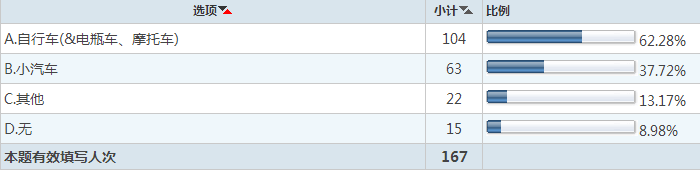 选项 小计 比例
A.自行车(&电瓶车、摩托车) 104 62.28%
B.小汽车 63 37.72%
C.其他 22 13.17%
D.无 15 8.98%
本题有效填写人次 167